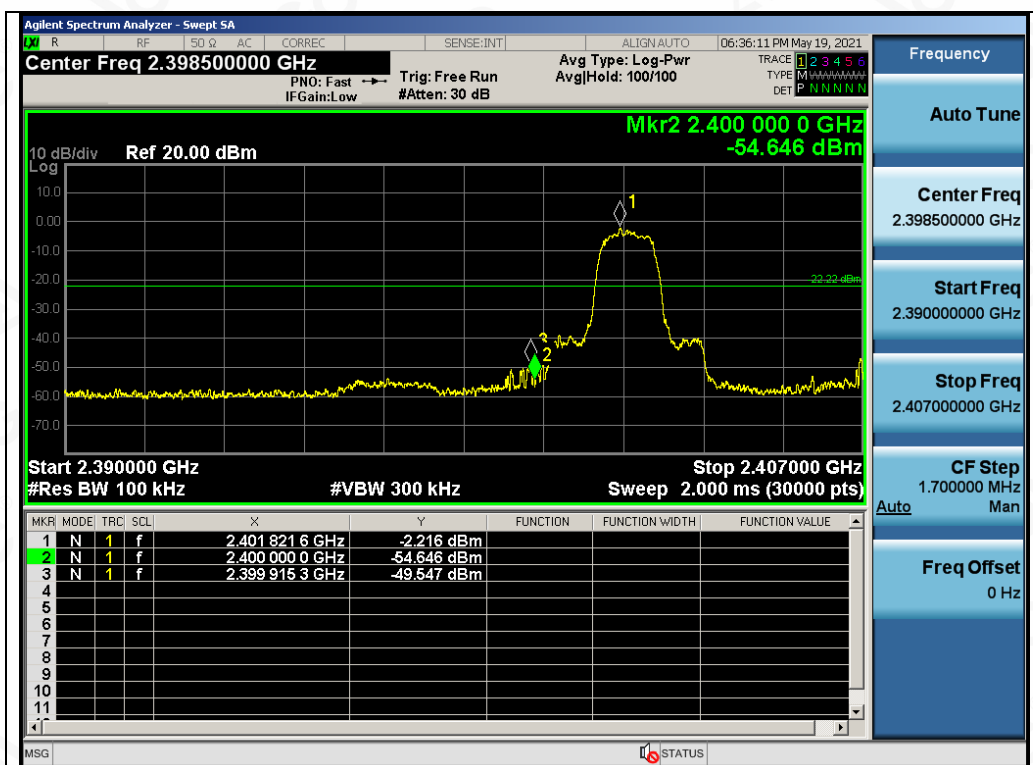 Agilent Spectrum Analyzer - Swept SA
LXI R RF 50 Ω AC CORREC SENSE:INT ALIGN AUTO 06:36:11 PM May 19, 2021
Center Freq 2.398500000 GHz
PNO: Fast
IFGain:Low
Trig: Free Run
#Atten: 30 dB
Avg Type: Log-Pwr
Avg|Hold: 100/100
TRACE 1 2 3 4 5 6
TYPE M
DET P N N N N N
Mkr2 2.400 000 0 GHz
-54.646 dBm
10 dB/div Ref 20.00 dBm
Log
10.0
0.00
-10.0
-20.0
-30.0
-40.0
-50.0
-60.0
-70.0
1
-22.22 dBm
3
2
Start 2.390000 GHz Stop 2.407000 GHz
#Res BW 100 kHz #VBW 300 kHz Sweep 2.000 ms (30000 pts)
MKR MODE TRC SCL X Y FUNCTION FUNCTION WIDTH FUNCTION VALUE
1 N 1 f 2.401 821 6 GHz -2.216 dBm
2 N 1 f 2.400 000 0 GHz -54.646 dBm
3 N 1 f 2.399 915 3 GHz -49.547 dBm
4
5
6
7
8
9
10
11
MSG STATUS
Frequency
Auto Tune
Center Freq
2.398500000 GHz
Start Freq
2.390000000 GHz
Stop Freq
2.407000000 GHz
CF Step
1.700000 MHz
Auto Man
Freq Offset
0 Hz